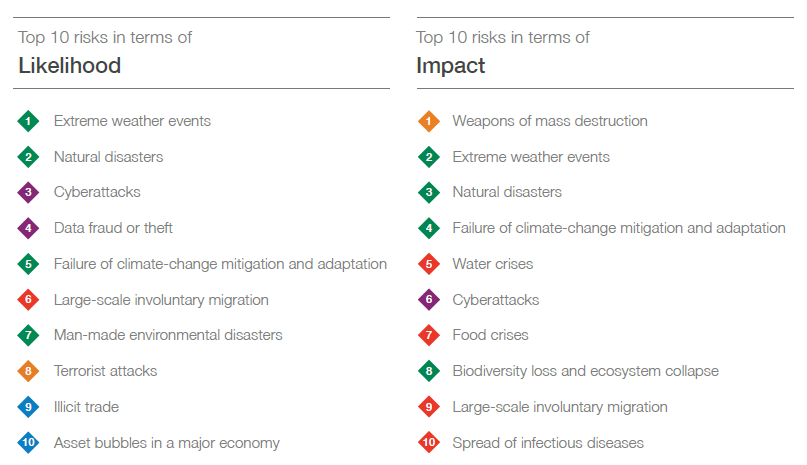 Top 10 risks in terms of
Likelihood
1 Extreme weather events
2 Natural disasters
3 Cyberattacks
4 Data fraud or theft
5 Failure of climate-change mitigation and adaptation
6 Large-scale involuntary migration
7 Man-made environmental disasters
8 Terrorist attacks
9 Illicit trade
10 Asset bubbles in a major economy
Top 10 risks in terms of
Impact
1 Weapons of mass destruction
2 Extreme weather events
3 Natural disasters
4 Failure of climate-change mitigation and adaptation
5 Water crises
6 Cyberattacks
7 Food crises
8 Biodiversity loss and ecosystem collapse
9 Large-scale involuntary migration
10 Spread of infectious diseases